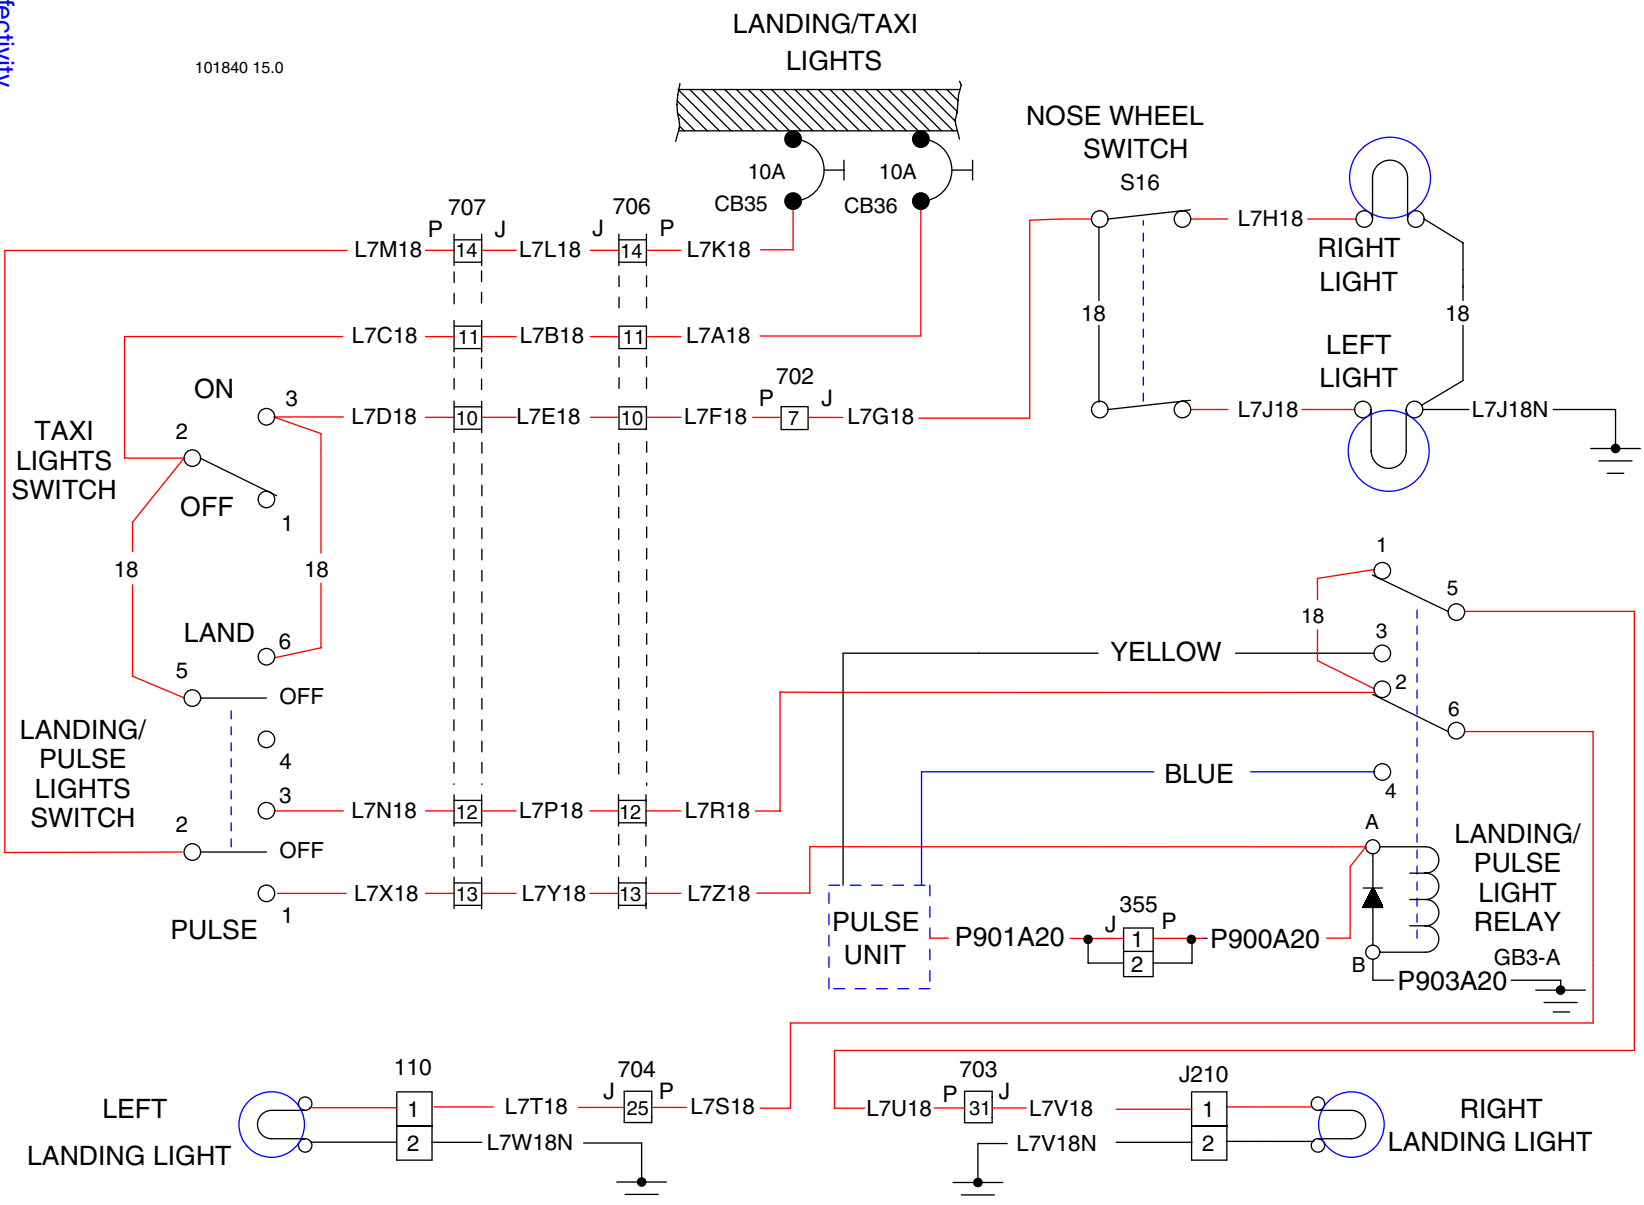 LANDING/TAXI
LIGHTS
101840 15.0
NOSE WHEEL
SWITCH
S16
10A
10A
CB35
CB36
707
706
P
J
J
P
L7M18
14
L7L18
14
L7K18
L7H18
RIGHT
LIGHT
L7C18
11
L7B18
11
L7A18
18
18
LEFT
LIGHT
702
P
J
ON
3
L7D18
10
L7E18
10
L7F18
7
L7G18
L7J18
L7J18N
TAXI
LIGHTS
SWITCH
2
OFF
1
18
18
1
5
18
LAND
6
3
YELLOW
5
OFF
2
6
LANDING/
PULSE
LIGHTS
SWITCH
4
BLUE
4
3
L7N18
12
L7P18
12
L7R18
2
OFF
A
LANDING/
PULSE
LIGHT
RELAY
L7X18
13
L7Y18
13
L7Z18
1
PULSE
PULSE
UNIT
P901A20
355
J
P
1
2
P900A20
B
GB3-A
P903A20
110
704
J
P
703
P
J
J210
LEFT
LANDING LIGHT
1
L7T18
25
L7S18
L7U18
31
L7V18
1
RIGHT
LANDING LIGHT
2
L7W18N
L7V18N
2